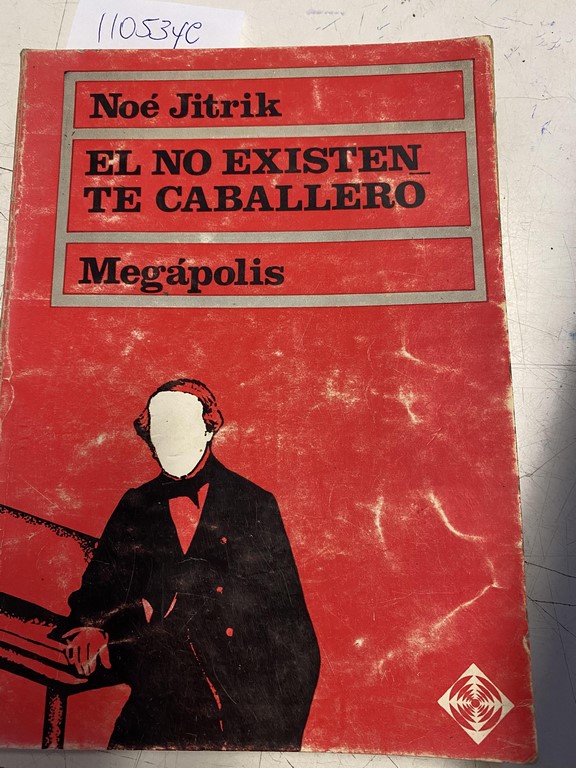 110534c
Noé Jitrik
EL NO EXISTEN_
TE CABALLERO
Megápolis